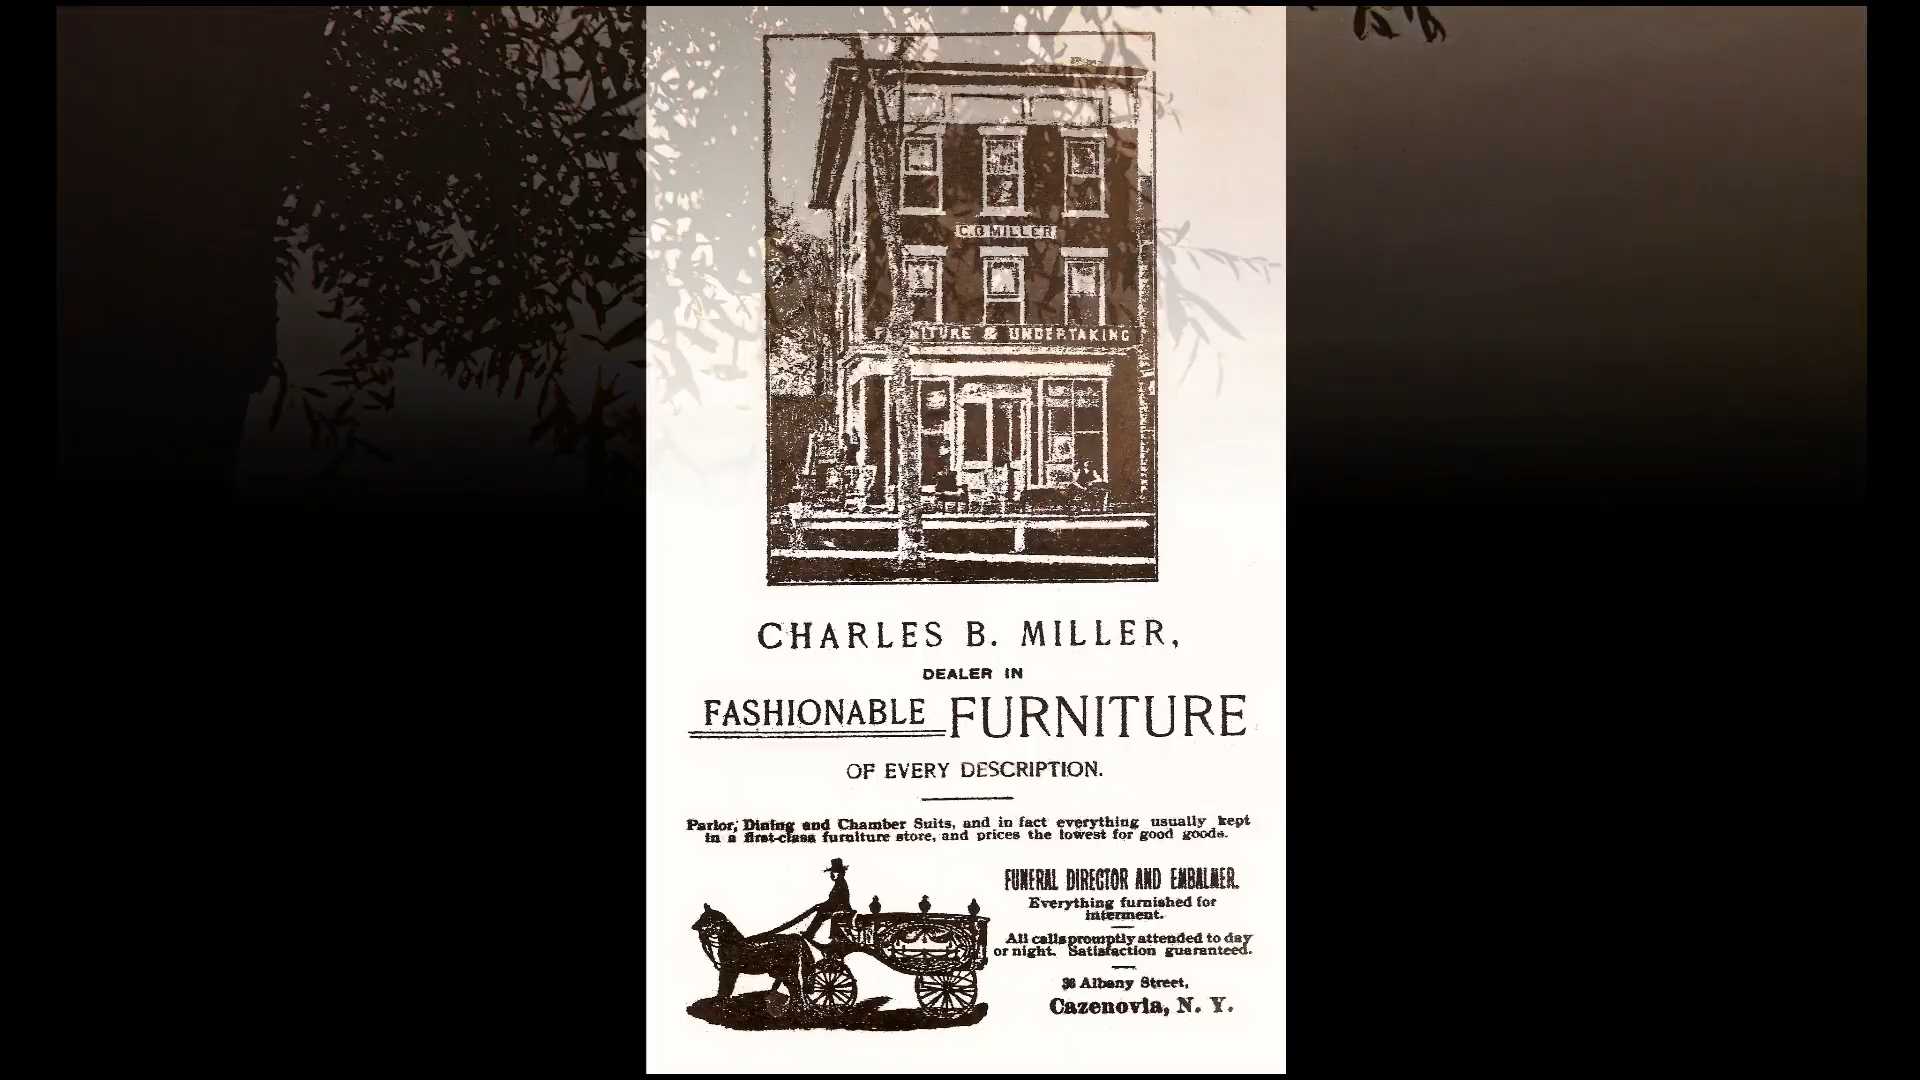 C.B MILLER
FURNITURE & UNDERTAKING
CHARLES B. MILLER,
DEALER IN
FASHIONABLE FURNITURE
OF EVERY DESCRIPTION.
Parlor, Dining and Chamber Suits, and in fact everything usually kept
in a first-class furniture store, and prices the lowest for good goods.
FUNERAL DIRECTOR AND EMBALMER.
Everything furnished for
interment.
All calls promptly attended to day
or night. Satisfaction guaranteed.
36 Albany Street,
Cazenovia, N. Y.